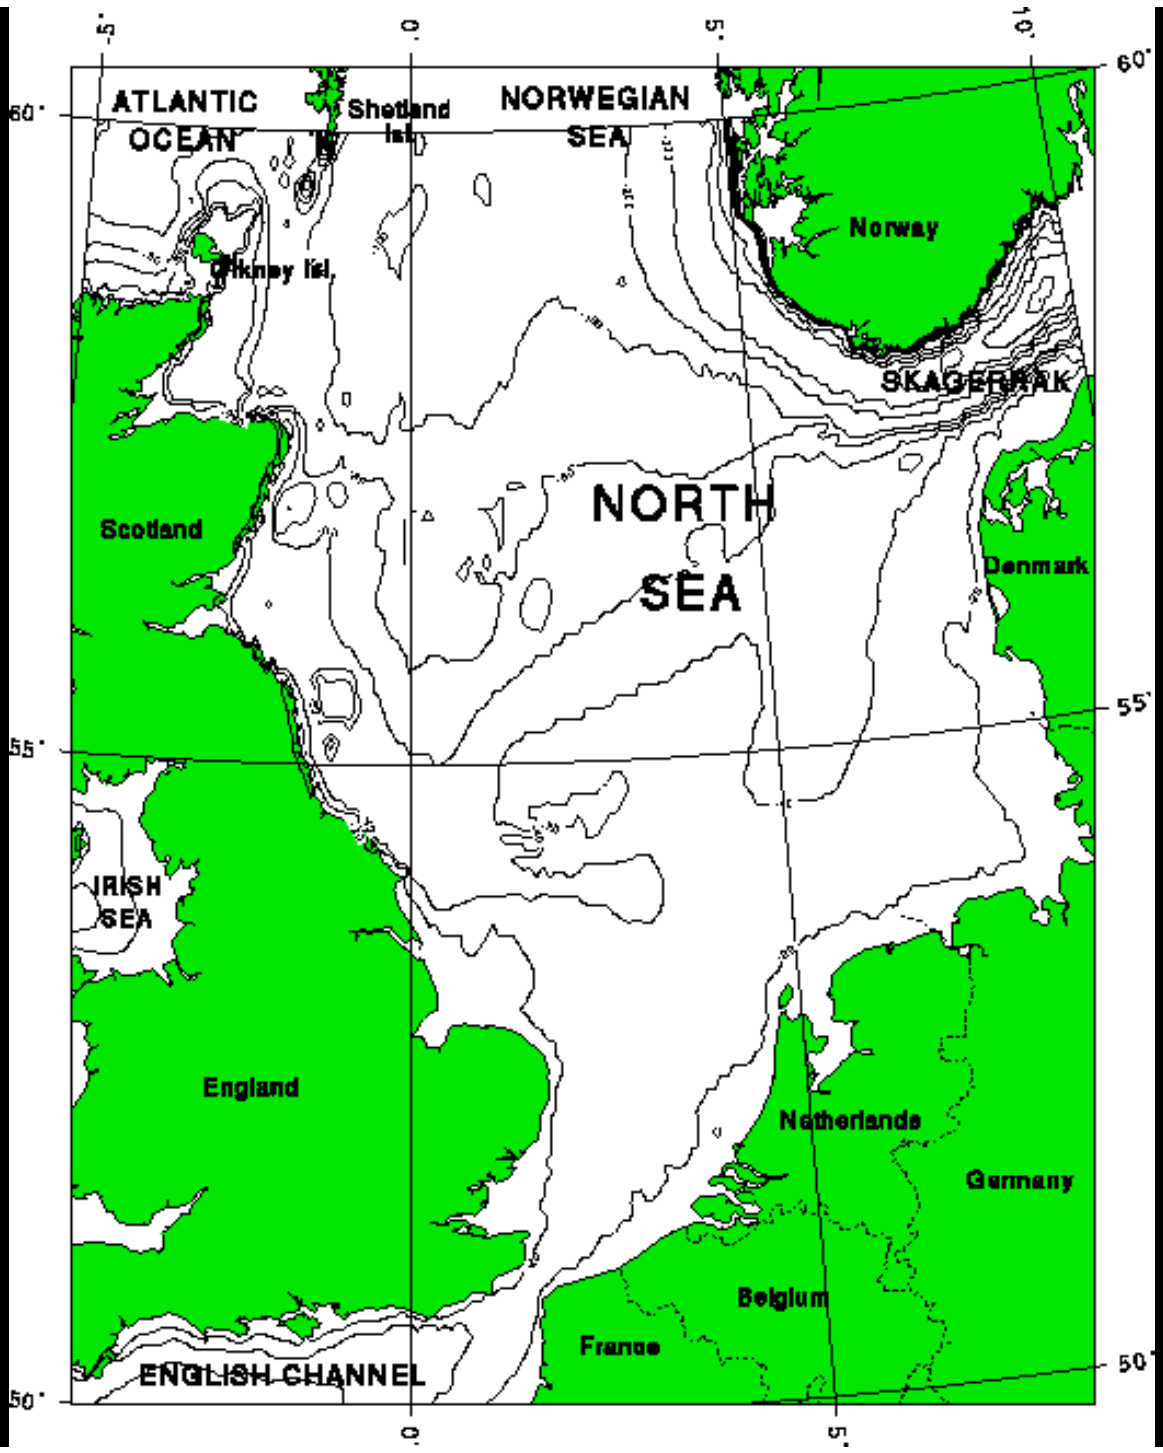 -5°
0°
5°
10°
60°
60°
ATLANTIC
OCEAN
Shetland
Isl.
NORWEGIAN
SEA
Norway
Orkney Isl.
SKAGERRAK
Scotland
NORTH
SEA
Denmark
55°
55°
IRISH
SEA
England
Netherlands
Germany
Belgium
France
ENGLISH CHANNEL
50°
50°
0°
5°